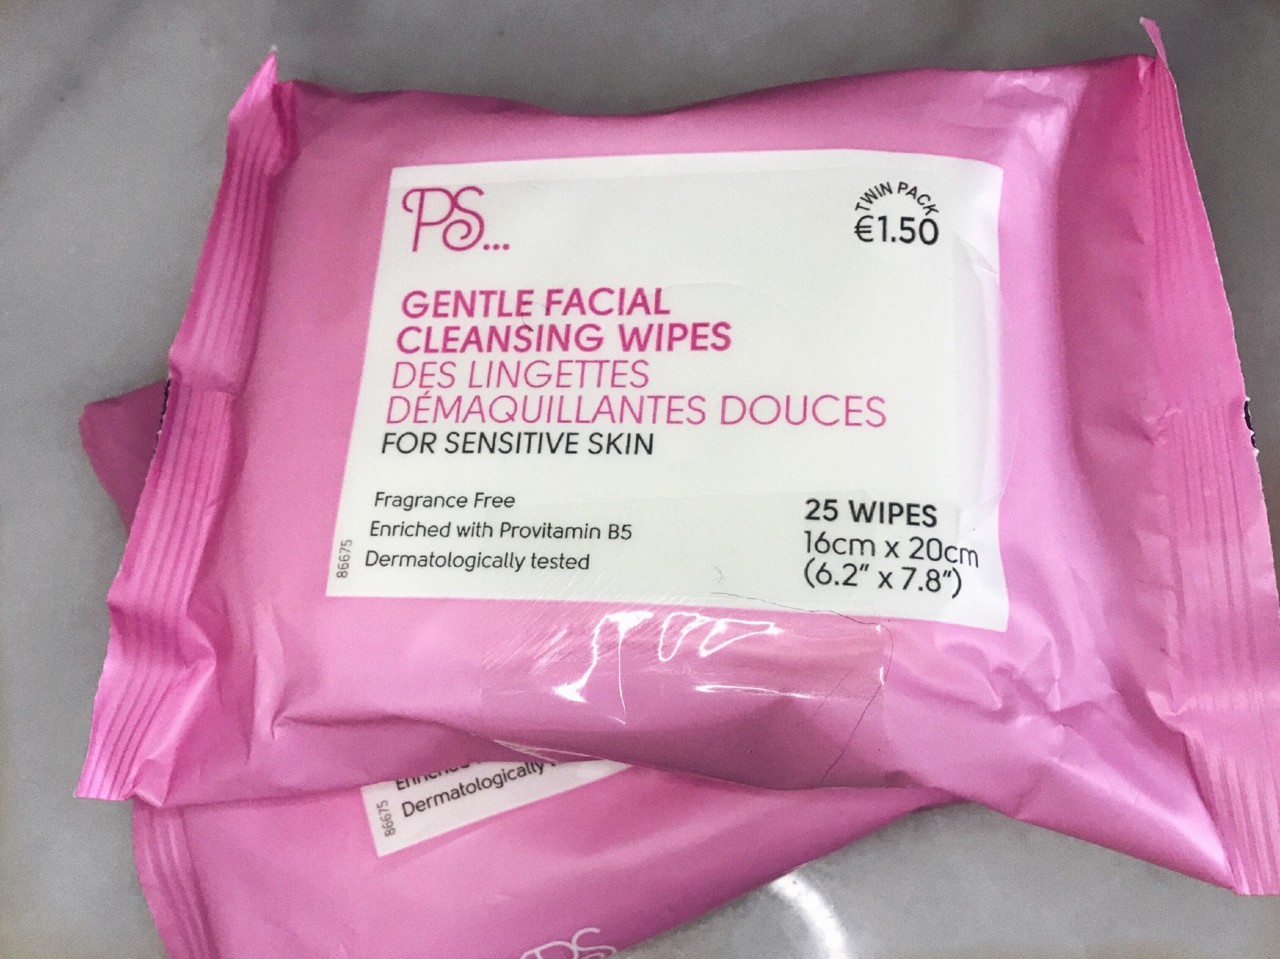 PS...
TWIN PACK
€1.50
GENTLE FACIAL
CLEANSING WIPES
DES LINGETTES
DÉMAQUILLANTES DOUCES
FOR SENSITIVE SKIN
Fragrance Free
Enriched with Provitamin B5
Dermatologically tested
86675
25 WIPES
16cm x 20cm
(6.2" x 7.8")
Dermatologically
86675
PS